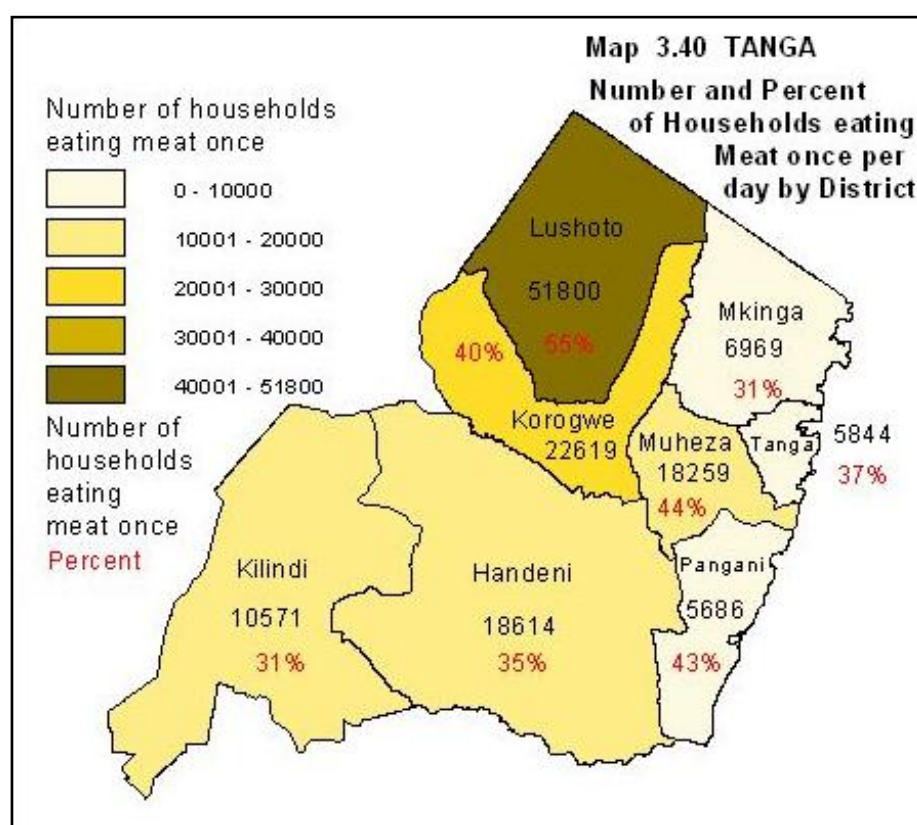 Map 3.40 TANGA
Number and Percent
of Households eating
Meat once per
day by District
Number of households
eating meat once
0 - 10000
10001 - 20000
20001 - 30000
30001 - 40000
40001 - 51800
Number of
households
eating
meat once
Percent
Lushoto
51800
55%
40%
Korogwe
22619
Mkinga
6969
31%
Tanga
5844
37%
Muheza
18259
44%
Pangani
5686
43%
Kilindi
10571
31%
Handeni
18614
35%